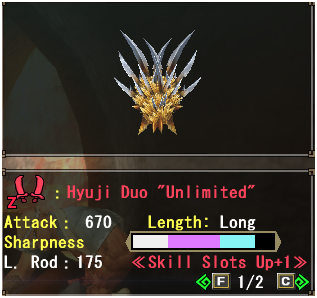 Z : Hyuji Duo "Unlimited"
Attack : 670 Length: Long
Sharpness
L. Rod : 175 ≪Skill Slots Up+1≫
F 1/2 C